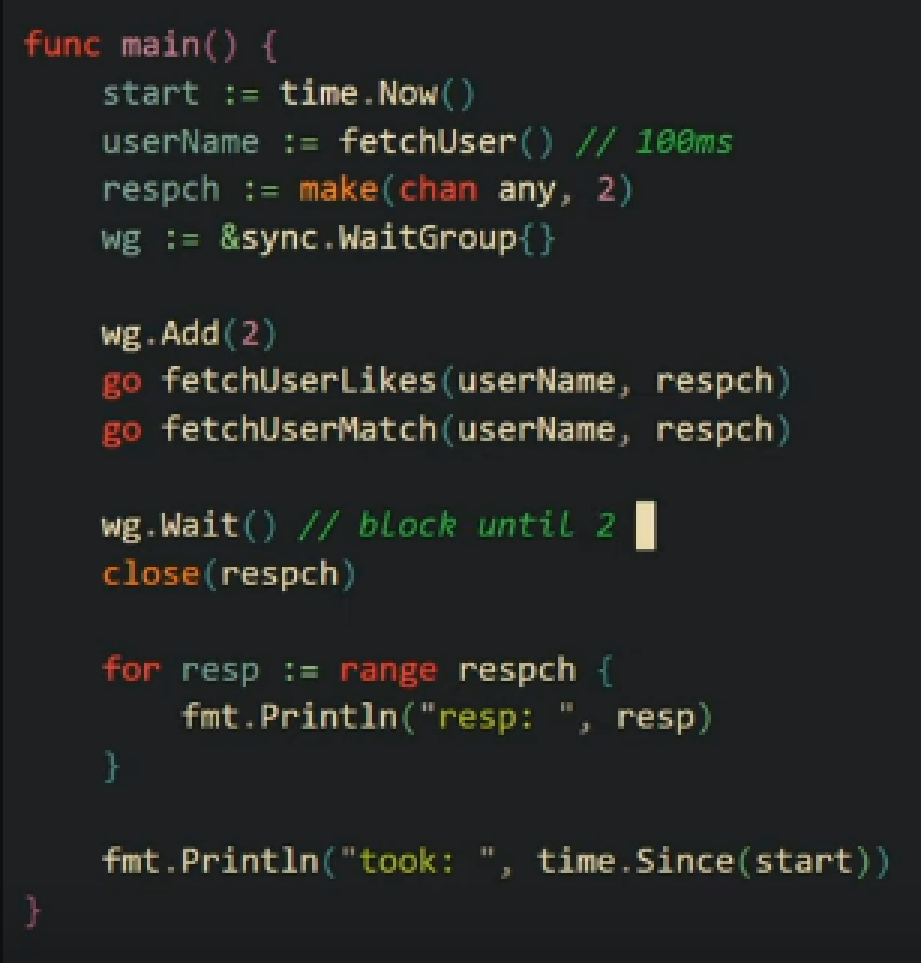 func main() {
    start := time.Now()
    userName := fetchUser() // 100ms
    respch := make(chan any, 2)
    wg := &sync.WaitGroup{}

    wg.Add(2)
    go fetchUserLikes(userName, respch)
    go fetchUserMatch(userName, respch)

    wg.Wait() // block until 2
    close(respch)

    for resp := range respch {
        fmt.Println("resp: ", resp)
    }

    fmt.Println("took: ", time.Since(start))
}